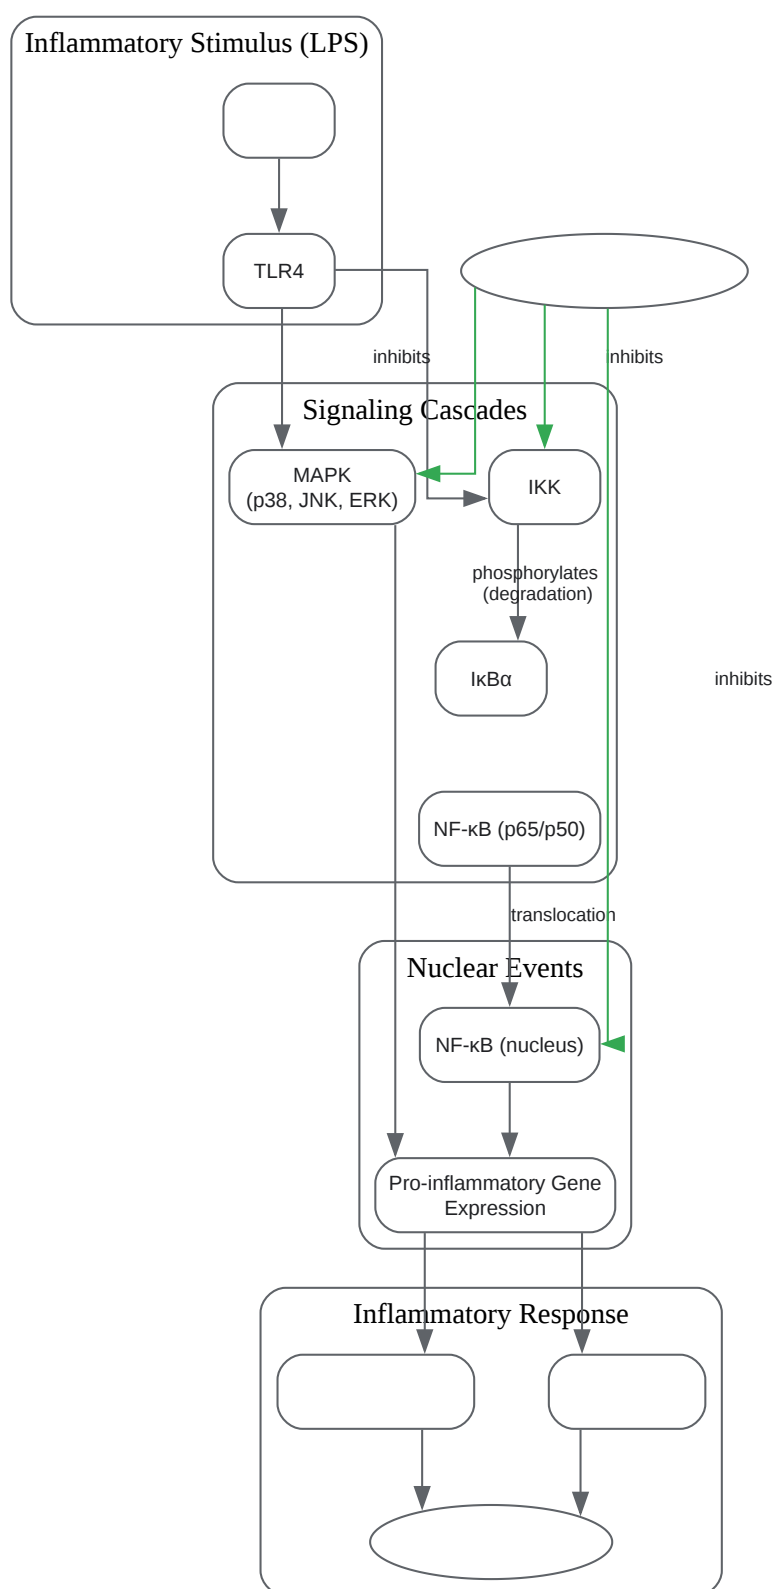 Inflammatory Stimulus (LPS)
TLR4
inhibits
inhibits
Signaling Cascades
MAPK
(p38, JNK, ERK)
IKK
phosphorylates
(degradation)
IκBα
inhibits
NF-κB (p65/p50)
translocation
Nuclear Events
NF-κB (nucleus)
Pro-inflammatory Gene
Expression
Inflammatory Response